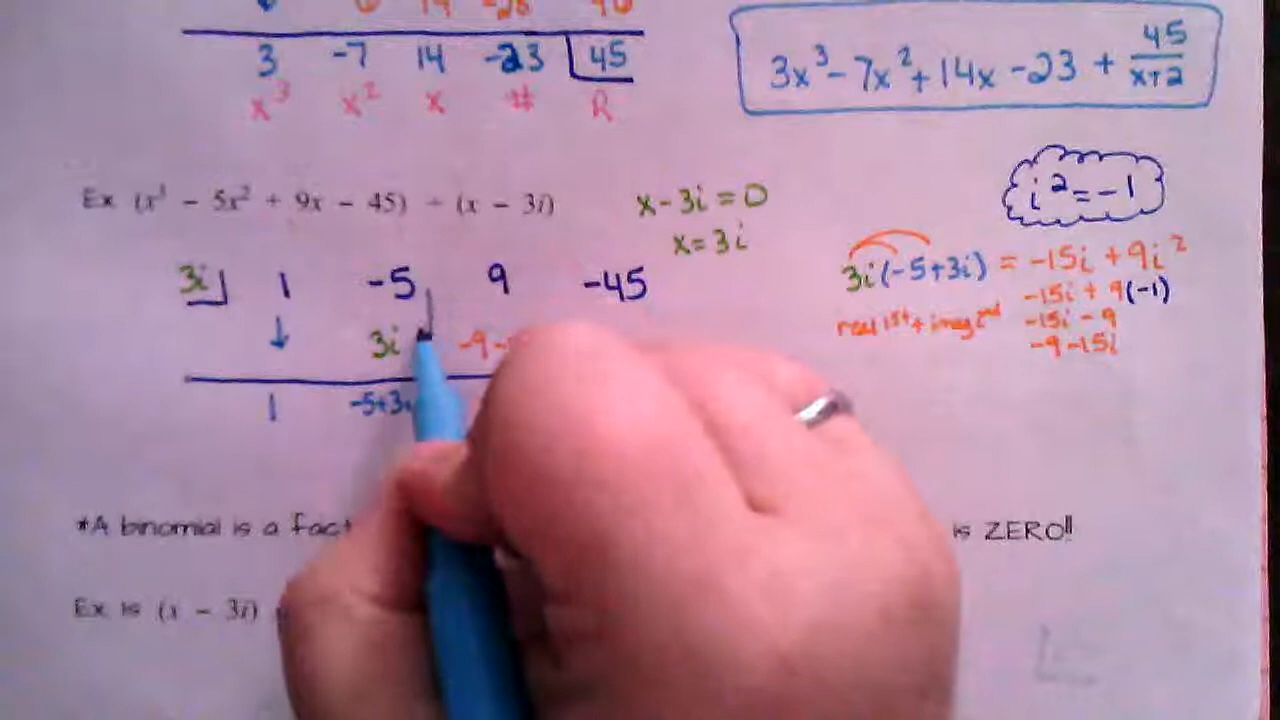 3 -7 14 -23 45
x³ x² x # R
3x³ - 7x² + 14x - 23 + 45/(x+2)
i² = -1
Ex (x³ - 5x² + 9x - 45) ÷ (x - 3i)
x - 3i = 0
x = 3i
3i 1 -5 9 -45
3i -9 -
1 -5+3i
3i(-5+3i) = -15i + 9i²
-15i + 9(-1)
real 1st + imag 2nd -15i - 9
-9 -15i
*A binomial is a is ZERO!!
Ex Is (x - 3i)